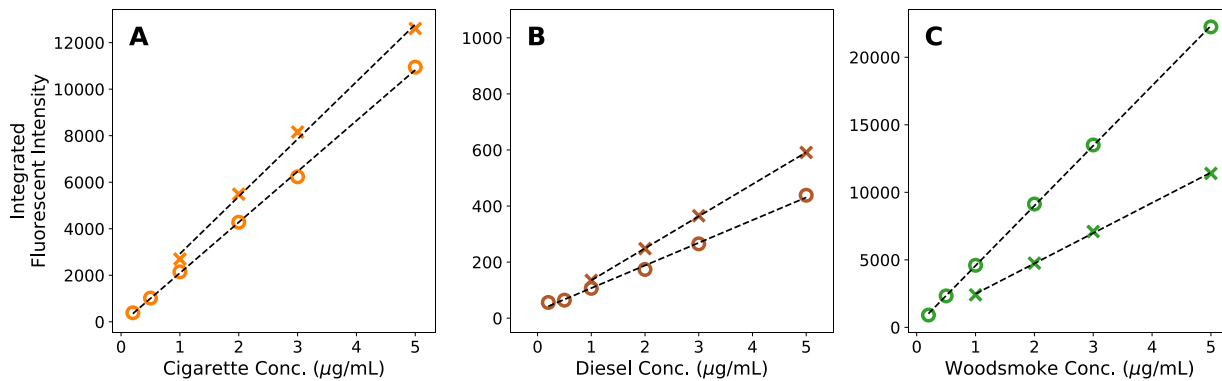 Integrated
Fluorescent Intensity
A
12000
10000
8000
6000
4000
2000
0
0 1 2 3 4 5
Cigarette Conc. (μg/mL)
B
1000
800
600
400
200
0
0 1 2 3 4 5
Diesel Conc. (μg/mL)
C
20000
15000
10000
5000
0
0 1 2 3 4 5
Woodsmoke Conc. (μg/mL)